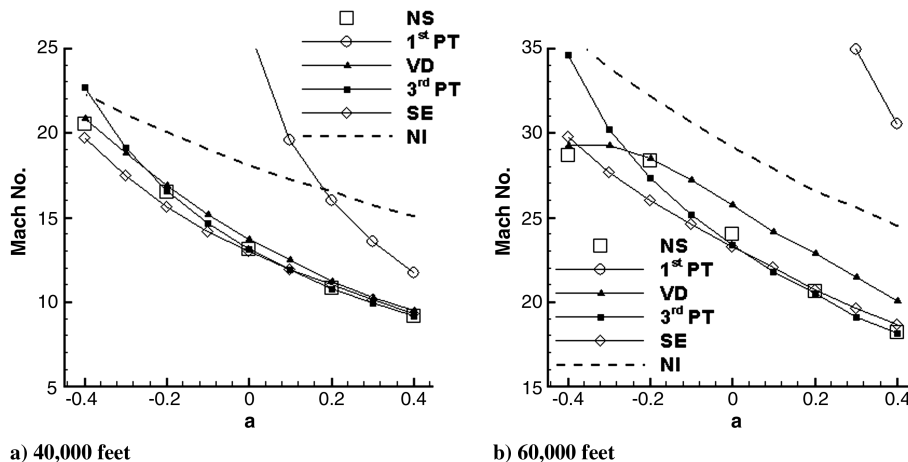 NS
1st PT
VD
3rd PT
SE
NI
25
20
15
10
5
Mach No.
-0.4 -0.2 0 0.2 0.4
a
a) 40,000 feet
35
30
25
20
15
Mach No.
NS
1st PT
VD
3rd PT
SE
NI
-0.4 -0.2 0 0.2 0.4
a
b) 60,000 feet